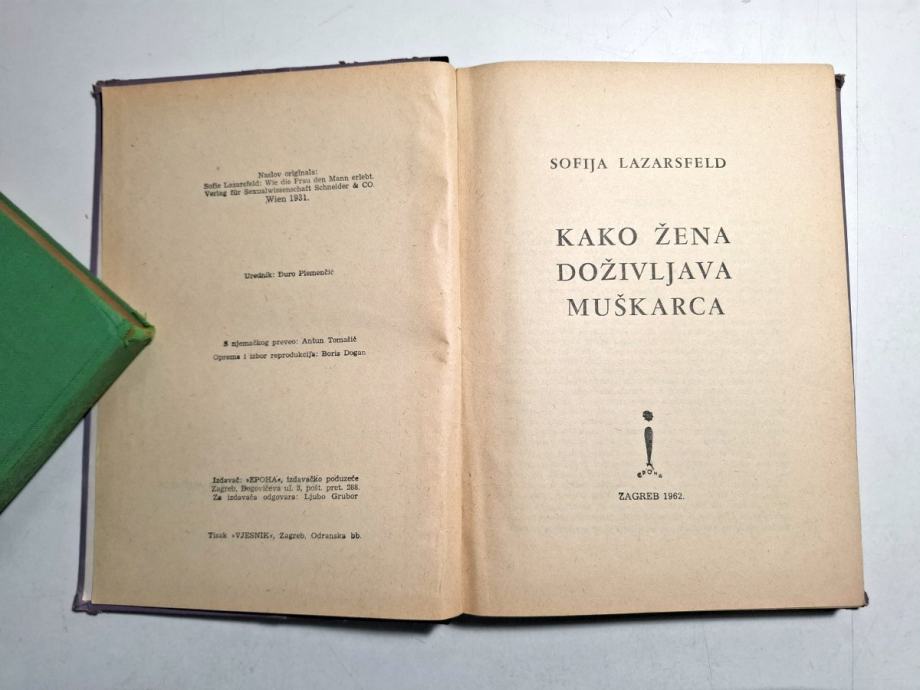 Naslov originala:
Sofie Lazarsfeld: Wie die Frau den Mann erlebt.
Verlag für Sexualwissenschaft Schneider & CO.
Wien 1931.
Urednik: Đuro Plemenčić
S njemačkog preveo: Antun Tomašić
Oprema i izbor reprodukcija: Boris Dogan
Izdavač: »EPOHA«, izdavačko poduzeće
Zagreb, Bogovićeva ul. 3, pošt. pret. 288.
Za izdavača odgovara: Ljubo Grubor
Tisak »VJESNIK«, Zagreb, Odranska bb.
SOFIJA LAZARSFELD
KAKO ŽENA
DOŽIVLJAVA
MUŠKARCA
EPOHA
ZAGREB 1962.